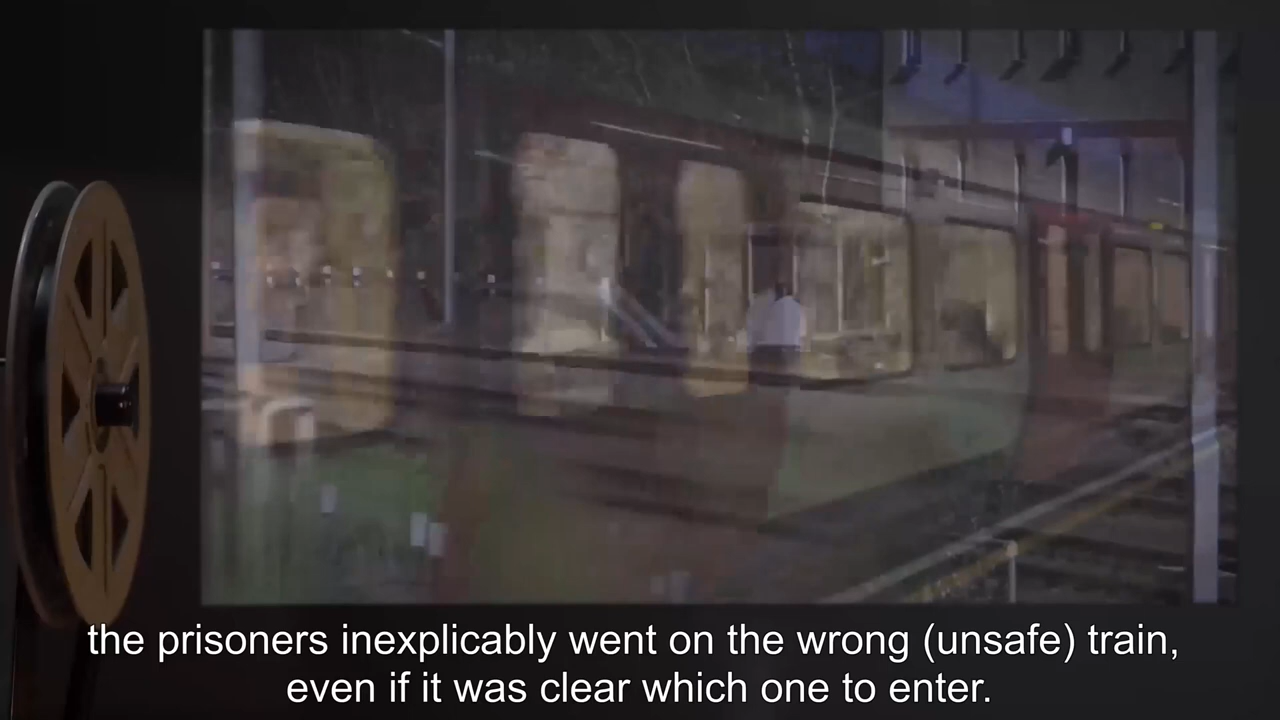 the prisoners inexplicably went on the wrong (unsafe) train,
even if it was clear which one to enter.